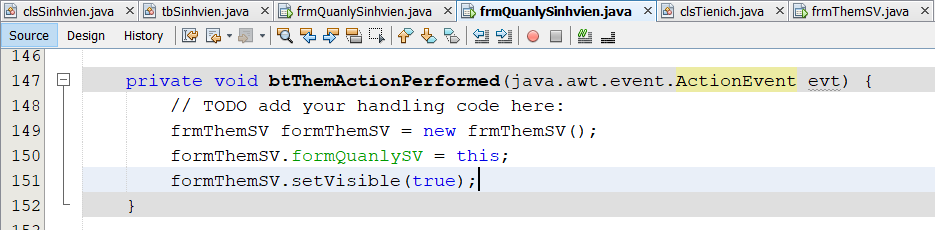 clsSinhvien.java tbSinhvien.java frmQuanlySinhvien.java frmQuanlySinhvien.java clsTienich.java frmThemSV.java
Source Design History
146
147 private void btThemActionPerformed(java.awt.event.ActionEvent evt) {
148 // TODO add your handling code here:
149 frmThemSV formThemSV = new frmThemSV();
150 formThemSV.formQuanlySV = this;
151 formThemSV.setVisible(true);
152 }
153